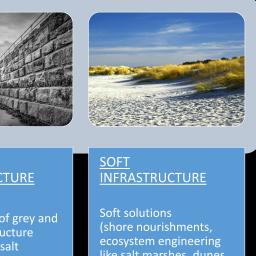 CTURE
of grey and
ucture
salt
SOFT
INFRASTRUCTURE
Soft solutions
(shore nourishments,
ecosystem engineering
like salt marshes, dunes